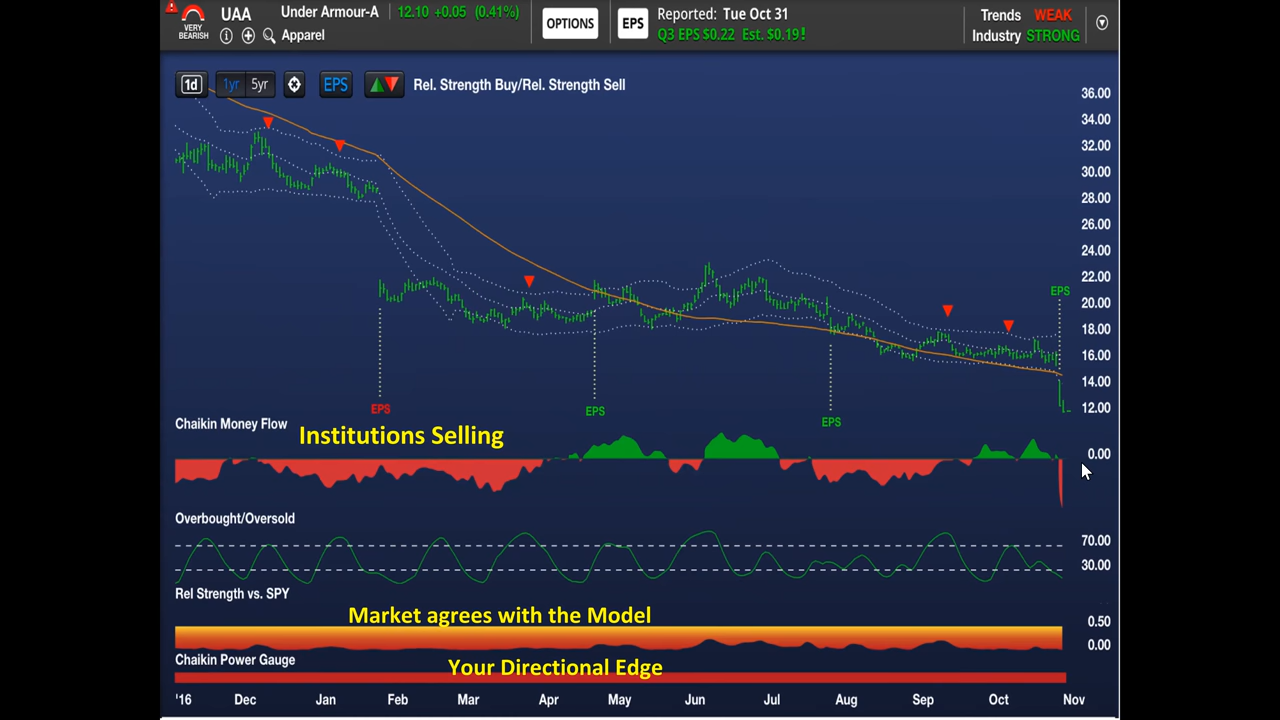 UAA
Under Armour-A
12.10 +0.05 (0.41%)
VERY BEARISH
Apparel
OPTIONS
EPS
Reported: Tue Oct 31
Q3 EPS $0.22 Est. $0.19!
Trends WEAK
Industry STRONG
1d
1yr 5yr
EPS
Rel. Strength Buy/Rel. Strength Sell
36.00
34.00
32.00
30.00
28.00
26.00
24.00
22.00
20.00
18.00
16.00
14.00
12.00
EPS
EPS
EPS
EPS
Chaikin Money Flow
Institutions Selling
0.00
Overbought/Oversold
70.00
30.00
Rel Strength vs. SPY
Market agrees with the Model
0.50
0.00
Chaikin Power Gauge
Your Directional Edge
'16 Dec Jan Feb Mar Apr May Jun Jul Aug Sep Oct Nov